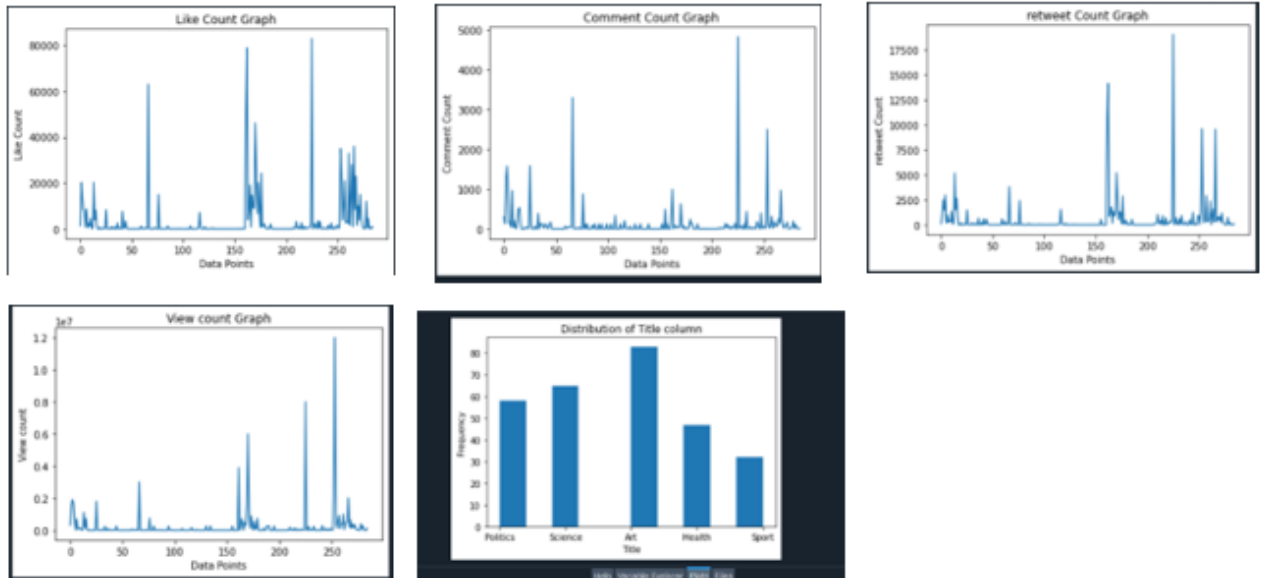 Like Count Graph
80000
60000
40000
20000
0
Like Count
0 50 100 150 200 250
Data Points
Comment Count Graph
5000
4000
3000
2000
1000
0
Comment Count
0 50 100 150 200 250
Data Points
retweet Count Graph
17500
15000
12500
10000
7500
5000
2500
0
retweet Count
0 50 100 150 200 250
Data Points
View count Graph
1e7
1.2
1.0
0.8
0.6
0.4
0.2
0.0
View count
0 50 100 150 200 250
Data Points
Distribution of Title column
80
70
60
50
40
30
20
10
0
Frequency
Politics Science Art Health Sport
Title
Help Variable Explorer Plots Files